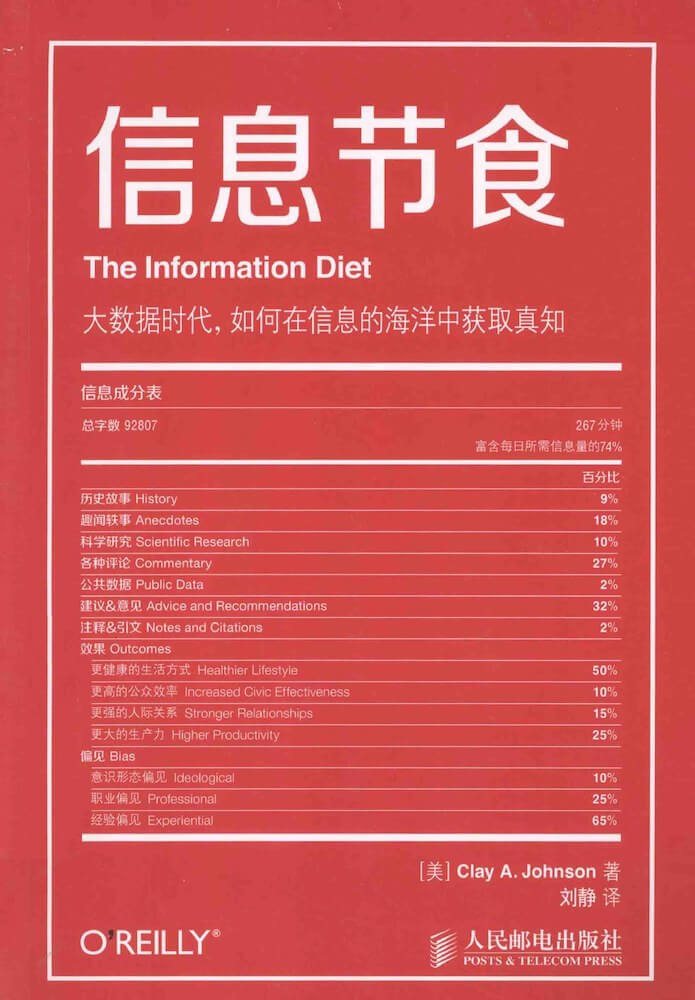 信息节食
The Information Diet
大数据时代，如何在信息的海洋中获取真知
信息成分表
总字数 92807 267分钟
富含每日所需信息量的74%
百分比
历史故事 History 9%
趣闻轶事 Anecdotes 18%
科学研究 Scientific Research 10%
各种评论 Commentary 27%
公共数据 Public Data 2%
建议&意见 Advice and Recommendations 32%
注释&引文 Notes and Citations 2%
效果 Outcomes
更健康的生活方式 Healthier Lifestyle 50%
更高的公众效率 Increased Civic Effectiveness 10%
更强的人际关系 Stronger Relationships 15%
更大的生产力 Higher Productivity 25%
偏见 Bias
意识形态偏见 Ideological 10%
职业偏见 Professional 25%
经验偏见 Experiential 65%
[美] Clay A. Johnson 著
刘静 译
O'REILLY®
人民邮电出版社
POSTS & TELECOM PRESS